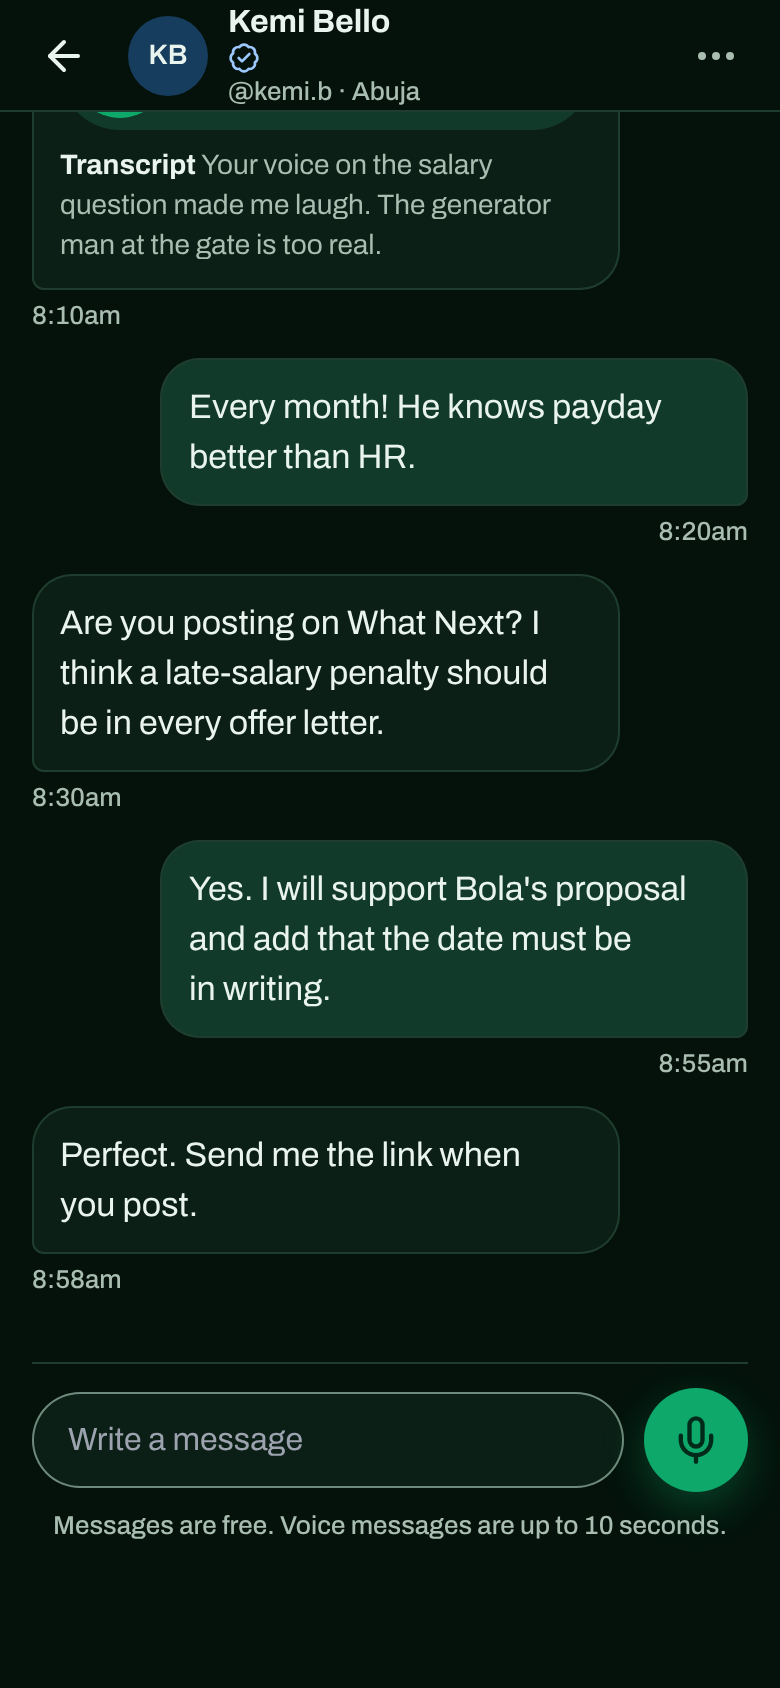 Kemi Bello
KB
@kemi.b · Abuja
Transcript Your voice on the salary
question made me laugh. The generator
man at the gate is too real.
8:10am
Every month! He knows payday
better than HR.
8:20am
Are you posting on What Next? I
think a late-salary penalty should
be in every offer letter.
8:30am
Yes. I will support Bola's proposal
and add that the date must be
in writing.
8:55am
Perfect. Send me the link when
you post.
8:58am
Write a message
Messages are free. Voice messages are up to 10 seconds.